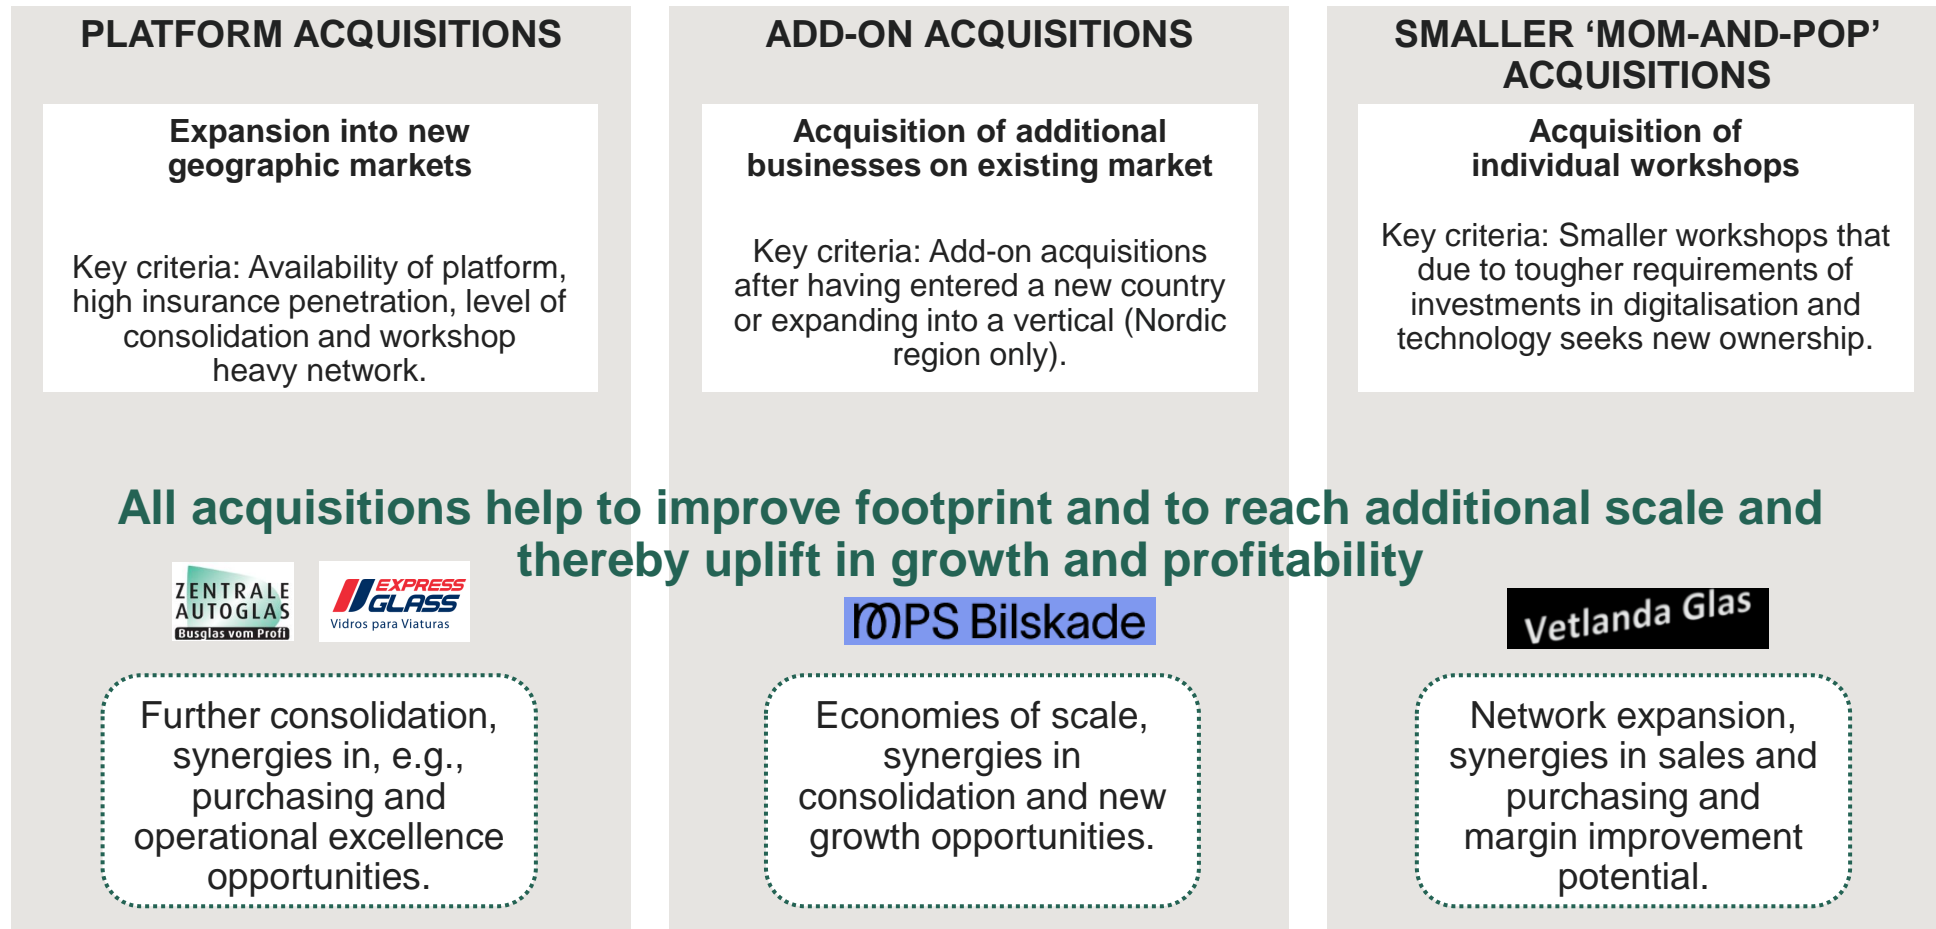 PLATFORM ACQUISITIONS
Expansion into new
geographic markets
Key criteria: Availability of platform,
high insurance penetration, level of
consolidation and workshop
heavy network.
ADD-ON ACQUISITIONS
Acquisition of additional
businesses on existing market
Key criteria: Add-on acquisitions
after having entered a new country
or expanding into a vertical (Nordic
region only).
SMALLER ‘MOM-AND-POP’
ACQUISITIONS
Acquisition of
individual workshops
Key criteria: Smaller workshops that
due to tougher requirements of
investments in digitalisation and
technology seeks new ownership.
All acquisitions help to improve footprint and to reach additional scale and
thereby uplift in growth and profitability
ZENTRALE
AUTOGLAS
Busglas vom Profi
EXPRESS
GLASS
Vidros para Viaturas
MPS Bilskade
Vetlanda Glas
Further consolidation,
synergies in, e.g.,
purchasing and
operational excellence
opportunities.
Economies of scale,
synergies in
consolidation and new
growth opportunities.
Network expansion,
synergies in sales and
purchasing and
margin improvement
potential.